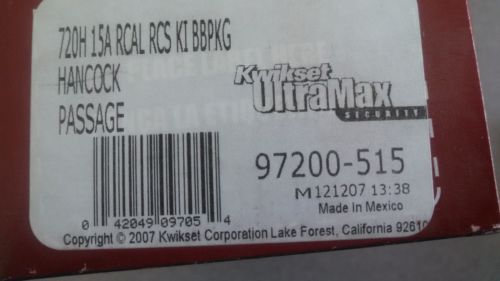 720H 15A RCAL RCS KI BBPKG
HANCOCK
PASSAGE
Kwikset
UltraMax
SECURITY
97200-515
M121207 13:38
Made in Mexico
0 42049 09705 4
Copyright © 2007 Kwikset Corporation Lake Forest, California 92610